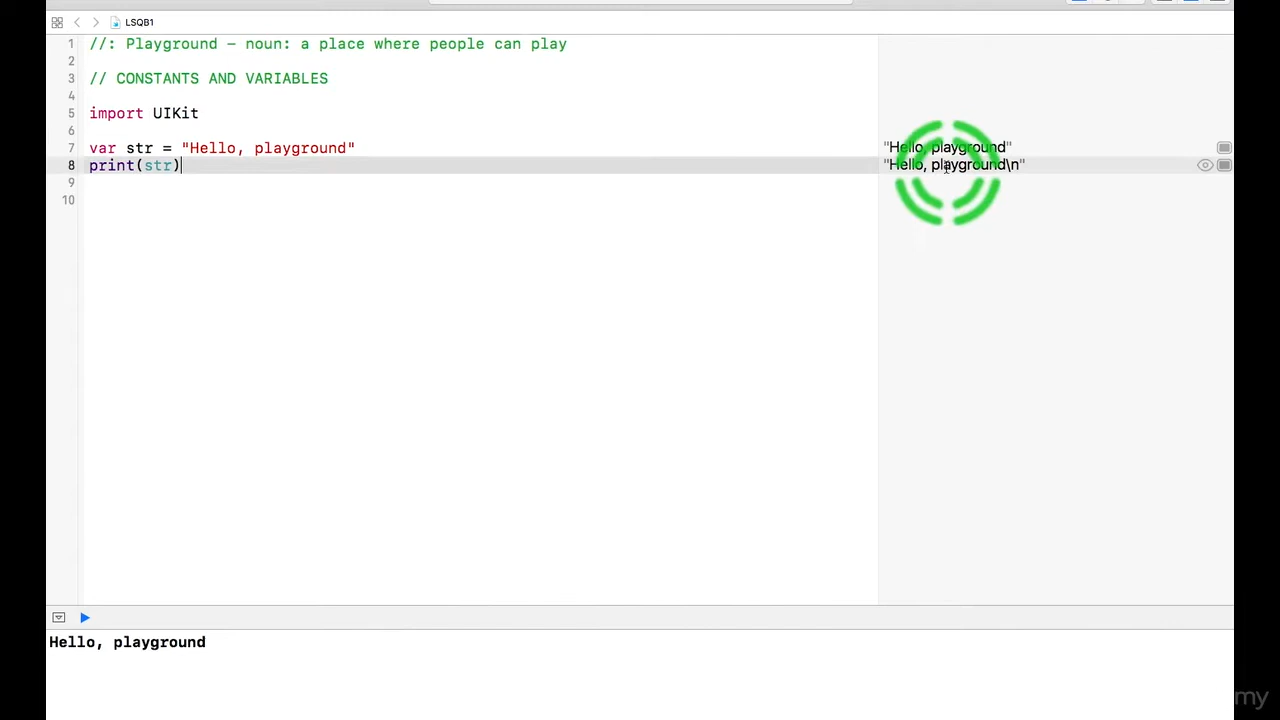 LSQB1
1 //: Playground - noun: a place where people can play
2
3 // CONSTANTS AND VARIABLES
4
5 import UIKit
6
7 var str = "Hello, playground" "Hello, playground"
8 print(str) "Hello, playground\n"
9
10
Hello, playground
my